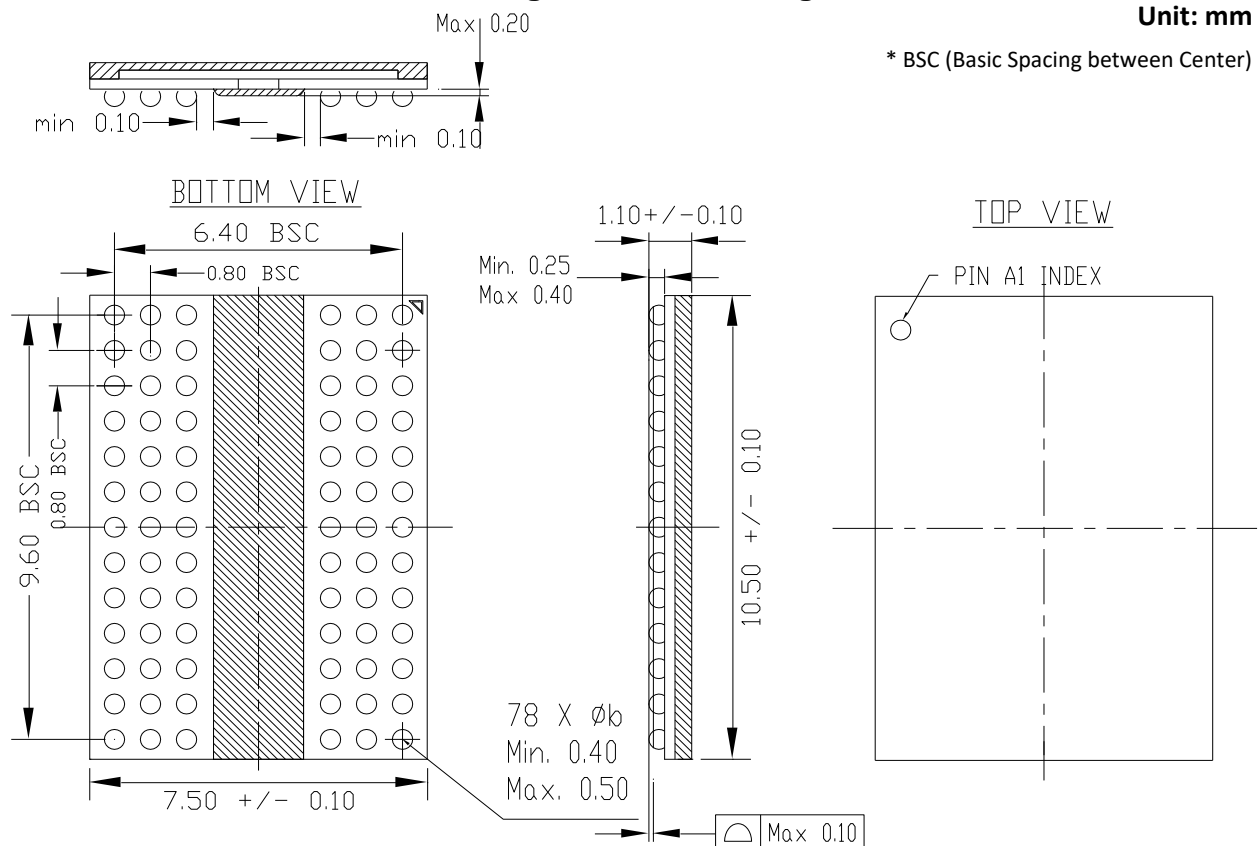 Max 0.20
Unit: mm
* BSC (Basic Spacing between Center)
min 0.10
min 0.10
BOTTOM VIEW
6.40 BSC
0.80 BSC
1.10+/-0.10
Min. 0.25
Max 0.40
TOP VIEW
PIN A1 INDEX
9.60 BSC
0.80 BSC
10.50 +/- 0.10
78 X Øb
Min. 0.40
Max. 0.50
7.50 +/- 0.10
Max 0.10